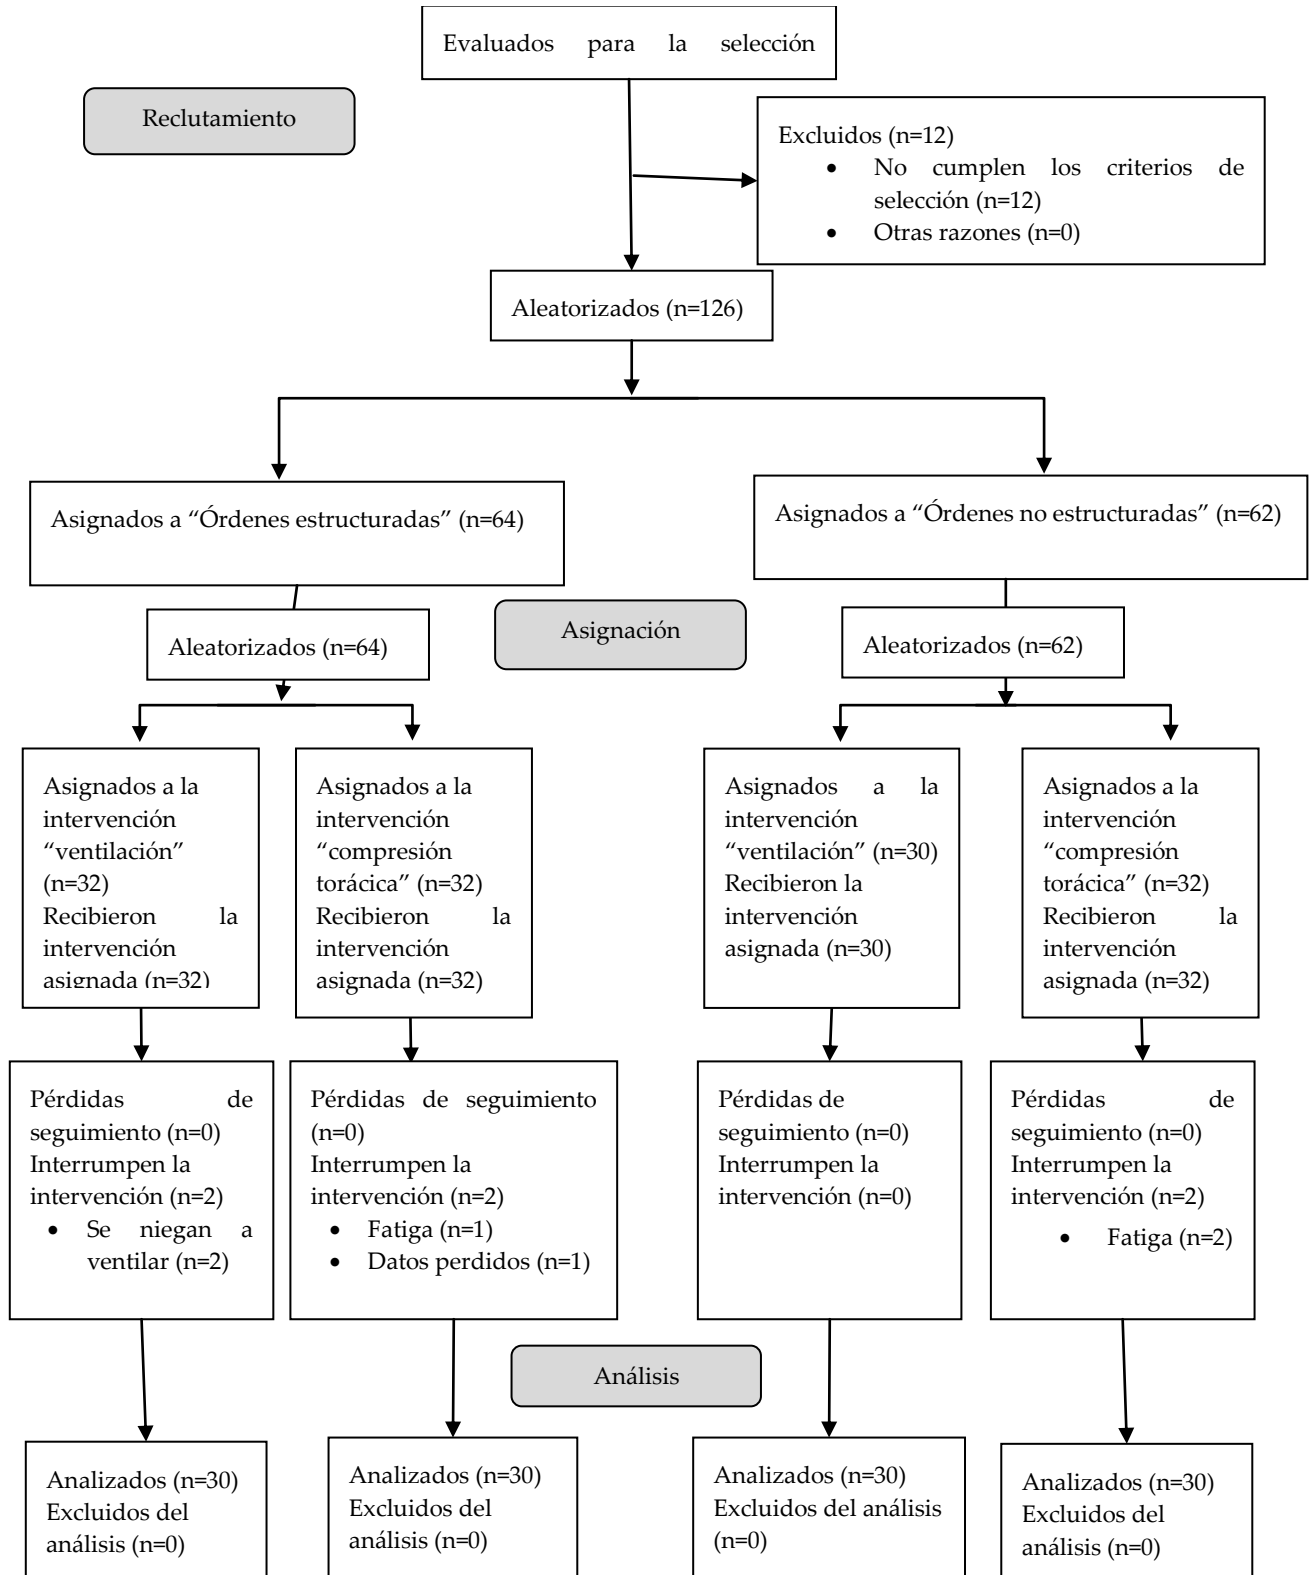 Evaluados para la selección
Reclutamiento
Excluidos (n=12)
• No cumplen los criterios de
selección (n=12)
• Otras razones (n=0)
Aleatorizados (n=126)
Asignados a “Órdenes estructuradas” (n=64)
Asignados a “Órdenes no estructuradas” (n=62)
Aleatorizados (n=64)
Asignación
Aleatorizados (n=62)
Asignados a la
intervención
“ventilación”
(n=32)
Recibieron la
intervención
asignada (n=32)
Asignados a la
intervención
“compresión
torácica” (n=32)
Recibieron la
intervención
asignada (n=32)
Asignados a la
intervención
“ventilación” (n=30)
Recibieron la
intervención
asignada (n=30)
Asignados a la
intervención
“compresión
torácica” (n=32)
Recibieron la
intervención
asignada (n=32)
Pérdidas de
seguimiento (n=0)
Interrumpen la
intervención (n=2)
• Se niegan a
ventilar (n=2)
Pérdidas de seguimiento
(n=0)
Interrumpen la
intervención (n=2)
• Fatiga (n=1)
• Datos perdidos (n=1)
Pérdidas de
seguimiento (n=0)
Interrumpen la
intervención (n=0)
Pérdidas de
seguimiento (n=0)
Interrumpen la
intervención (n=2)
• Fatiga (n=2)
Análisis
Analizados (n=30)
Excluidos del
análisis (n=0)
Analizados (n=30)
Excluidos del
análisis (n=0)
Analizados (n=30)
Excluidos del análisis
(n=0)
Analizados (n=30)
Excluidos del
análisis (n=0)